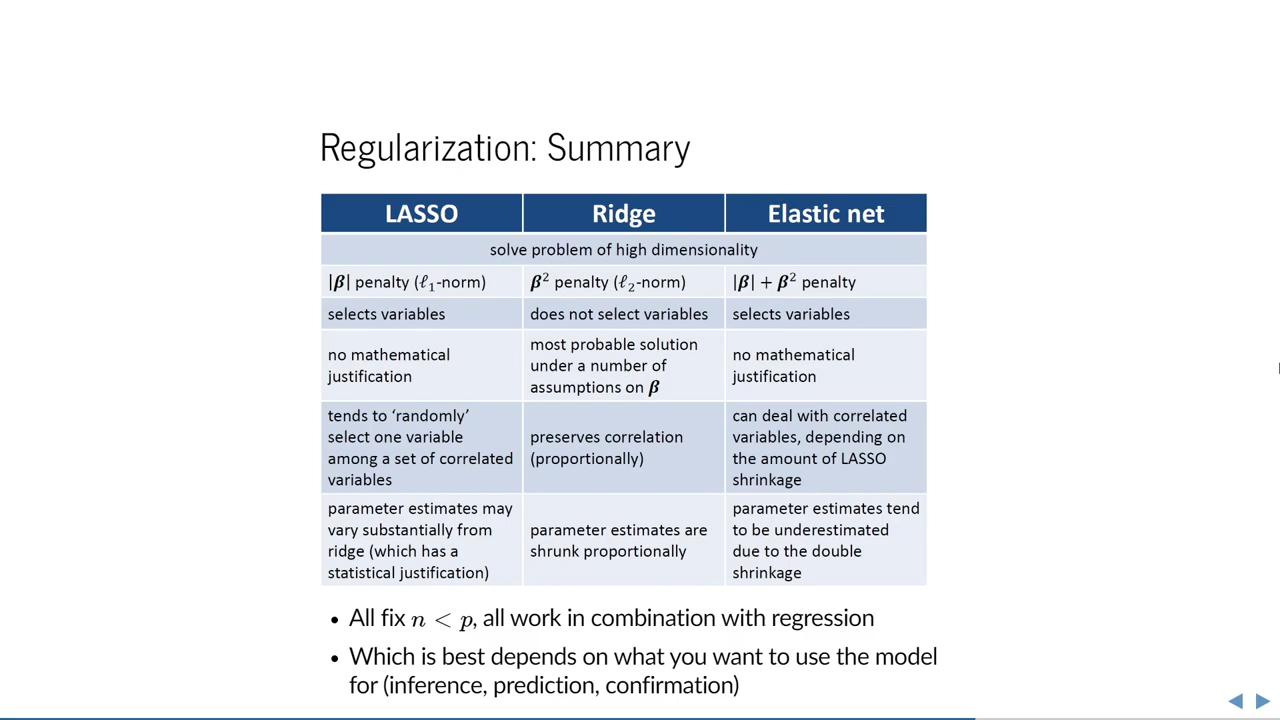 Regularization: Summary
LASSO
Ridge
Elastic net
solve problem of high dimensionality
|β| penalty (ℓ₁-norm)
β² penalty (ℓ₂-norm)
|β| + β² penalty
selects variables
does not select variables
selects variables
no mathematical
justification
most probable solution
under a number of
assumptions on β
no mathematical
justification
tends to ‘randomly’
select one variable
among a set of correlated
variables
preserves correlation
(proportionally)
can deal with correlated
variables, depending on
the amount of LASSO
shrinkage
parameter estimates may
vary substantially from
ridge (which has a
statistical justification)
parameter estimates are
shrunk proportionally
parameter estimates tend
to be underestimated
due to the double
shrinkage
• All fix n < p, all work in combination with regression
• Which is best depends on what you want to use the model
for (inference, prediction, confirmation)